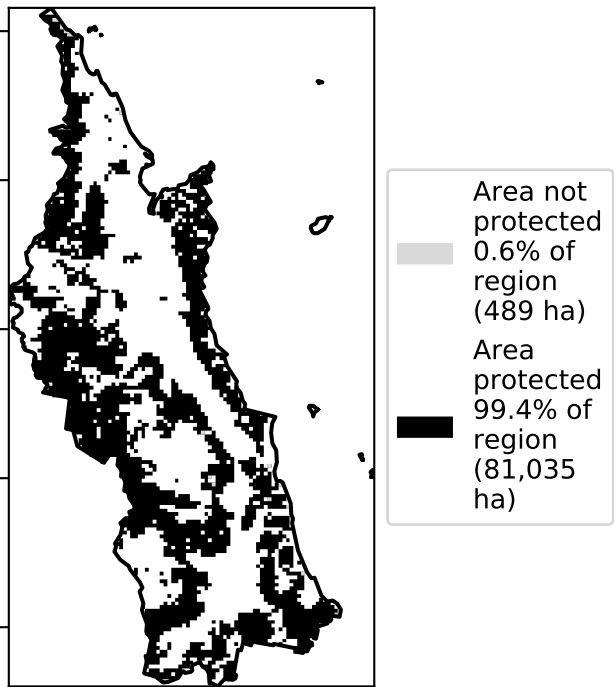 Area not
protected
0.6% of
region
(489 ha)
Area
protected
99.4% of
region
(81,035
ha)